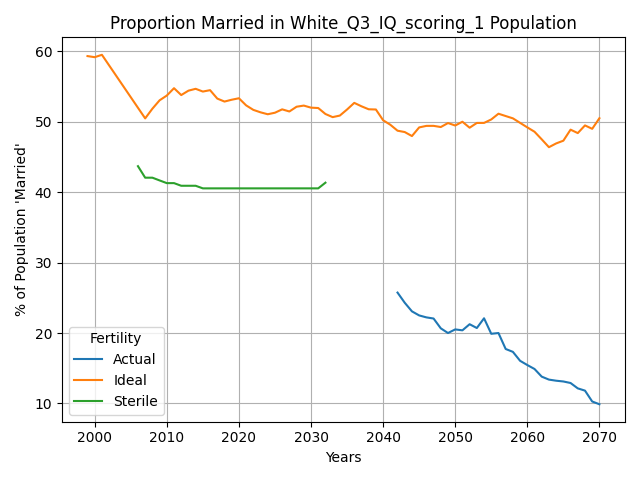 Proportion Married in White_Q3_IQ_scoring_1 Population
% of Population 'Married'
60
50
40
30
20
10
Fertility
Actual
Ideal
Sterile
2000 2010 2020 2030 2040 2050 2060 2070
Years